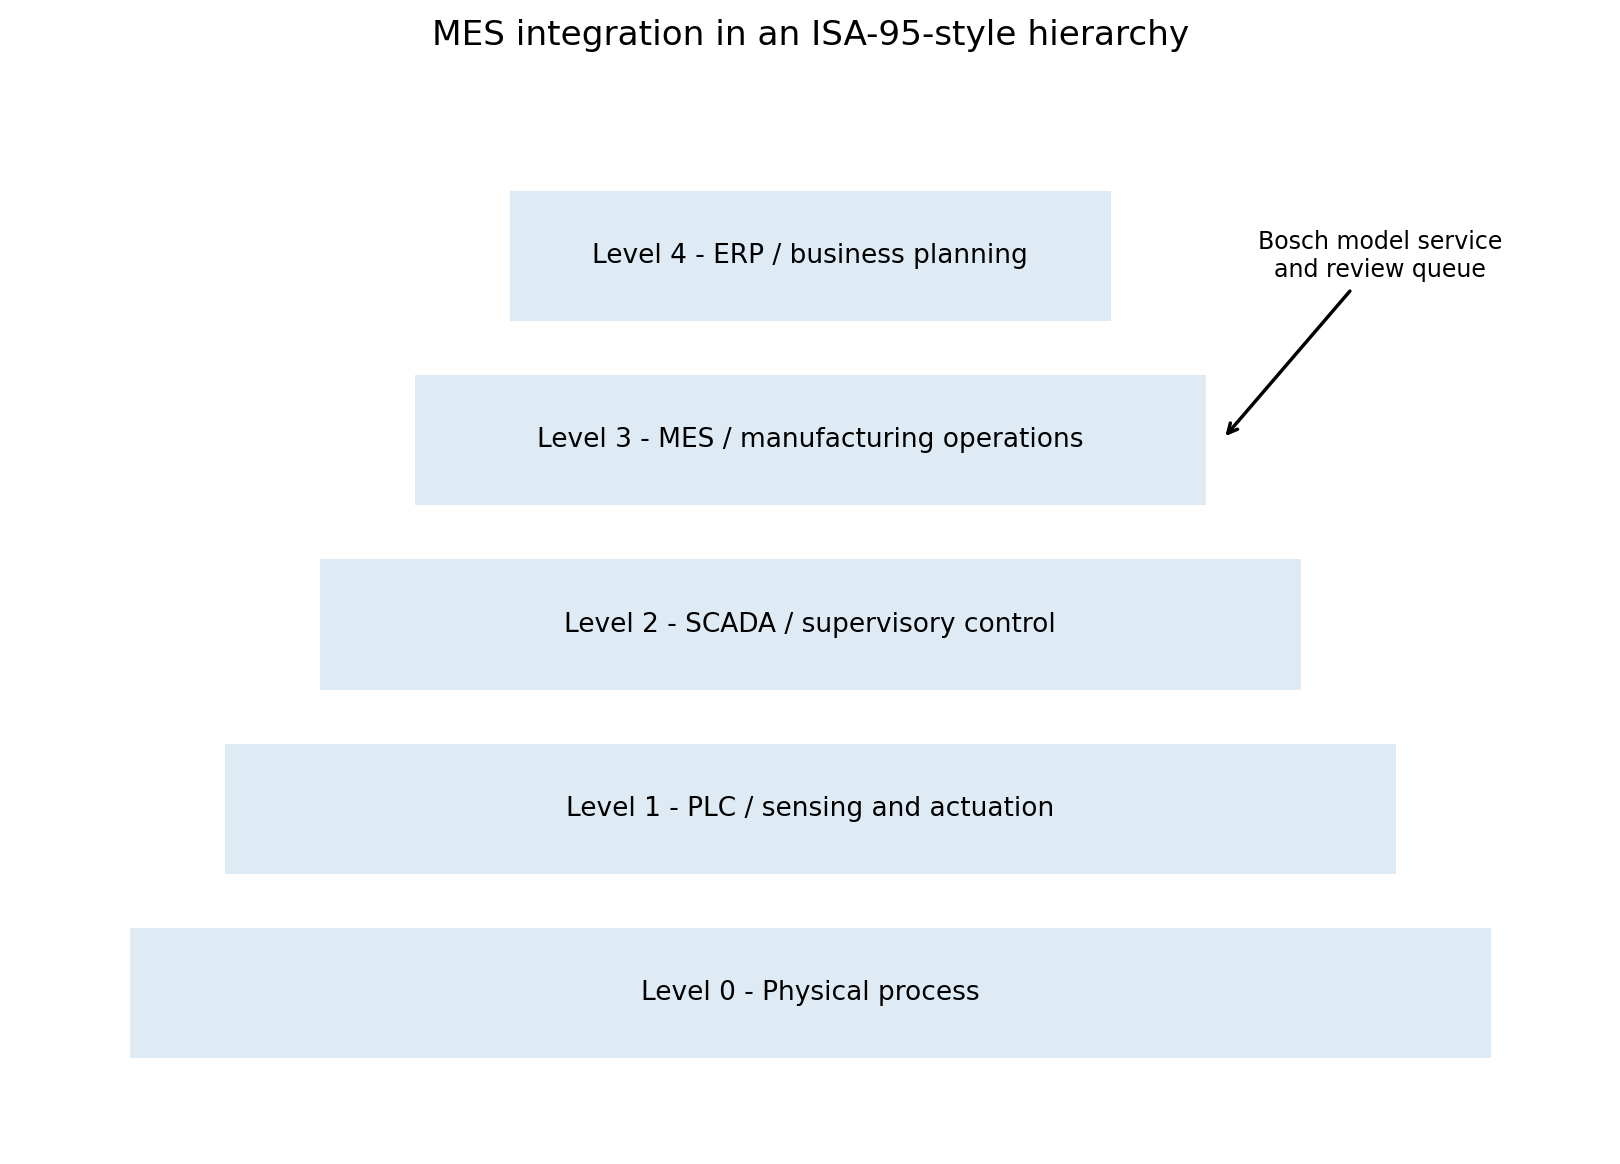 MES integration in an ISA-95-style hierarchy
Level 4 - ERP / business planning
Bosch model service
and review queue
Level 3 - MES / manufacturing operations
Level 2 - SCADA / supervisory control
Level 1 - PLC / sensing and actuation
Level 0 - Physical process